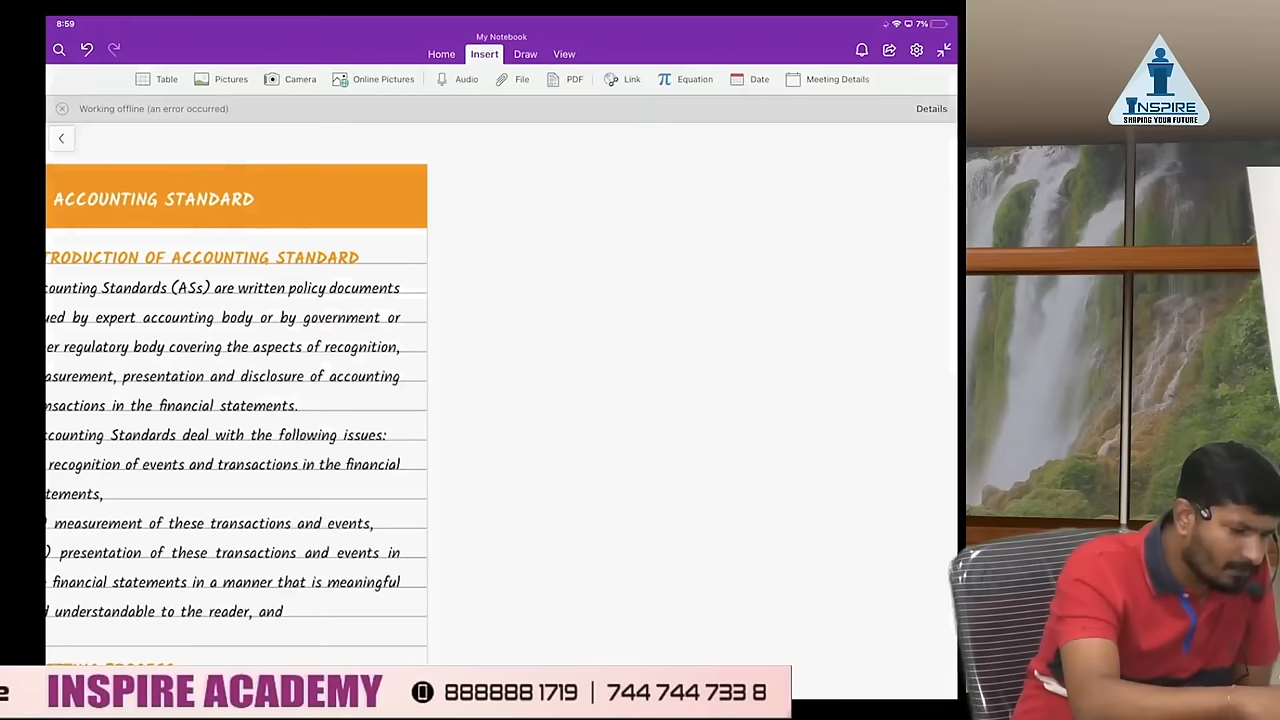 8:59
7%
My Notebook
Home Insert Draw View
Table Pictures Camera Online Pictures Audio File PDF Link Equation Date Meeting Details
Working offline (an error occurred) Details
ACCOUNTING STANDARD
TRODUCTION OF ACCOUNTING STANDARD
counting Standards (ASs) are written policy documents
ued by expert accounting body or by government or
er regulatory body covering the aspects of recognition,
asurement, presentation and disclosure of accounting
nsactions in the financial statements.
ccounting Standards deal with the following issues:
recognition of events and transactions in the financial
tements,
) measurement of these transactions and events,
) presentation of these transactions and events in
financial statements in a manner that is meaningful
understandable to the reader, and
INSPIRE
SHAPING YOUR FUTURE
e INSPIRE ACADEMY 888888 1719 | 744 744 733 8